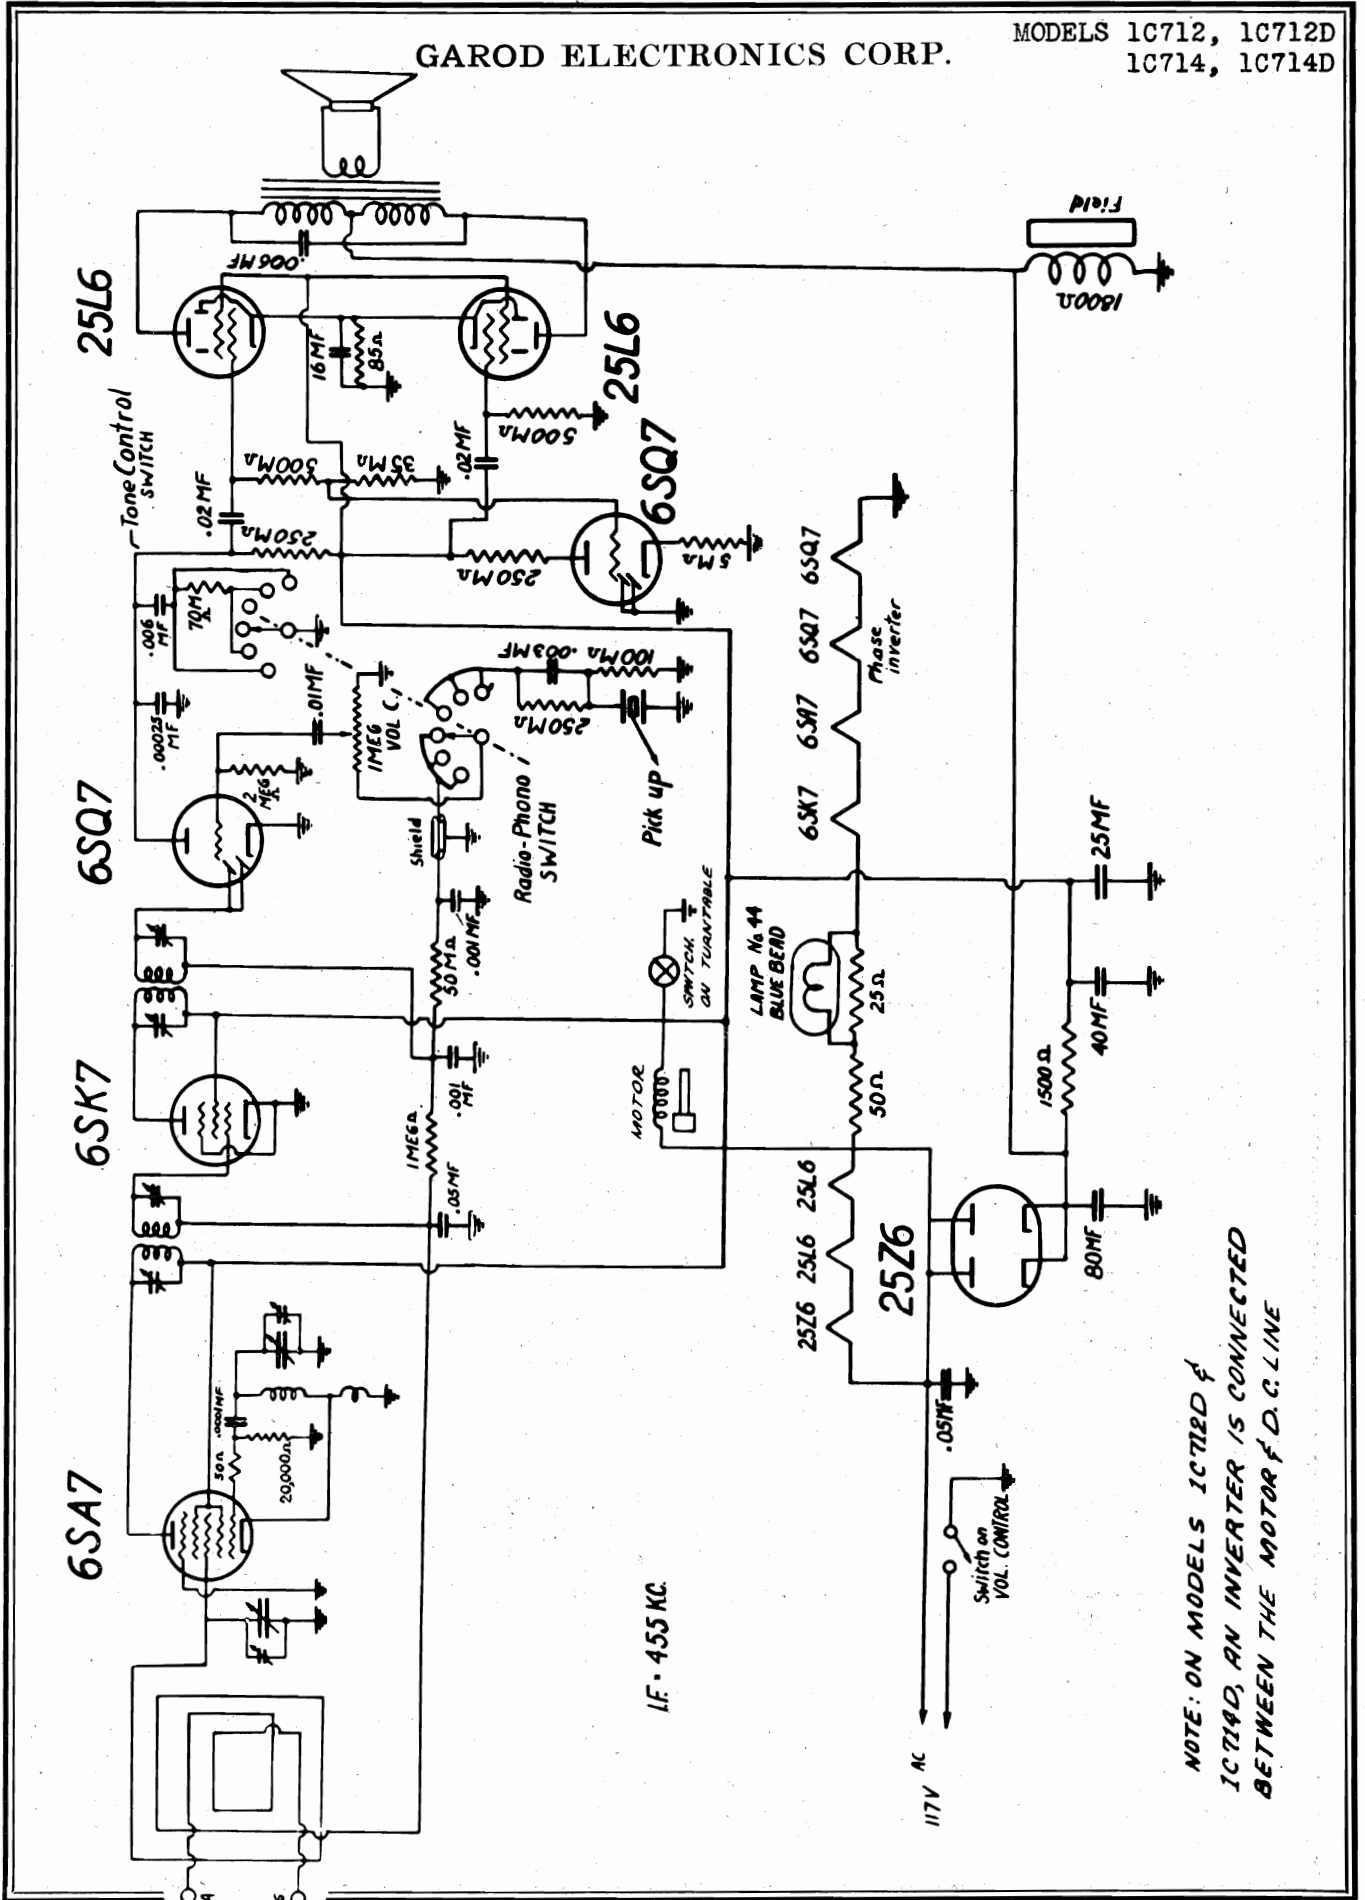 GAROD ELECTRONICS CORP.
MODELS 1C712, 1C712D
1C714, 1C714D
6SA7
6SK7
6SQ7
25L6
25L6
6SQ7
25Z6
Tone Control
SWITCH
.006MF
16MF
85Ω
500MΩ
35MΩ
500MΩ
.02MF
.02MF
250MΩ
250MΩ
5MΩ
.006
MF
70M
Ω
.00025
MF
.01MF
2
MEG
Ω
1MEG
VOL C.
.003MF
100MΩ
250MΩ
Pick up
Radio-Phono
SWITCH
Shield
.001MF
50MΩ
.001
MF
1MEGΩ
.05MF
.0001MF
50Ω
20,000Ω
I.F. = 455 KC.
MOTOR
SWITCH.
ON TURNTABLE
LAMP No 44
BLUE BEAD
25Ω
50Ω
25Z6 25L6 25L6
6SK7 6SA7 6SQ7 6SQ7
Phase
inverter
Field
1800Ω
25MF
40MF
1500Ω
80MF
.05MF
Switch on
VOL. CONTROL
117V AC
NOTE: ON MODELS 1C712D &
1C714D, AN INVERTER IS CONNECTED
BETWEEN THE MOTOR & D.C. LINE